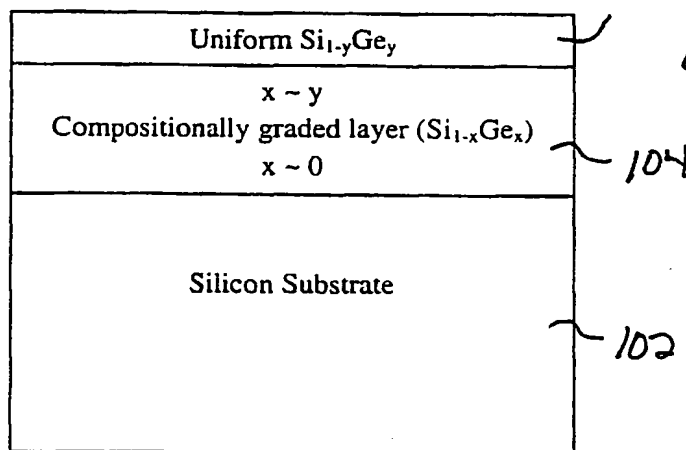 Uniform Si₁₋yGey
x ~ y
Compositionally graded layer (Si₁₋ₓGeₓ)
104
x ~ 0
Silicon Substrate
102